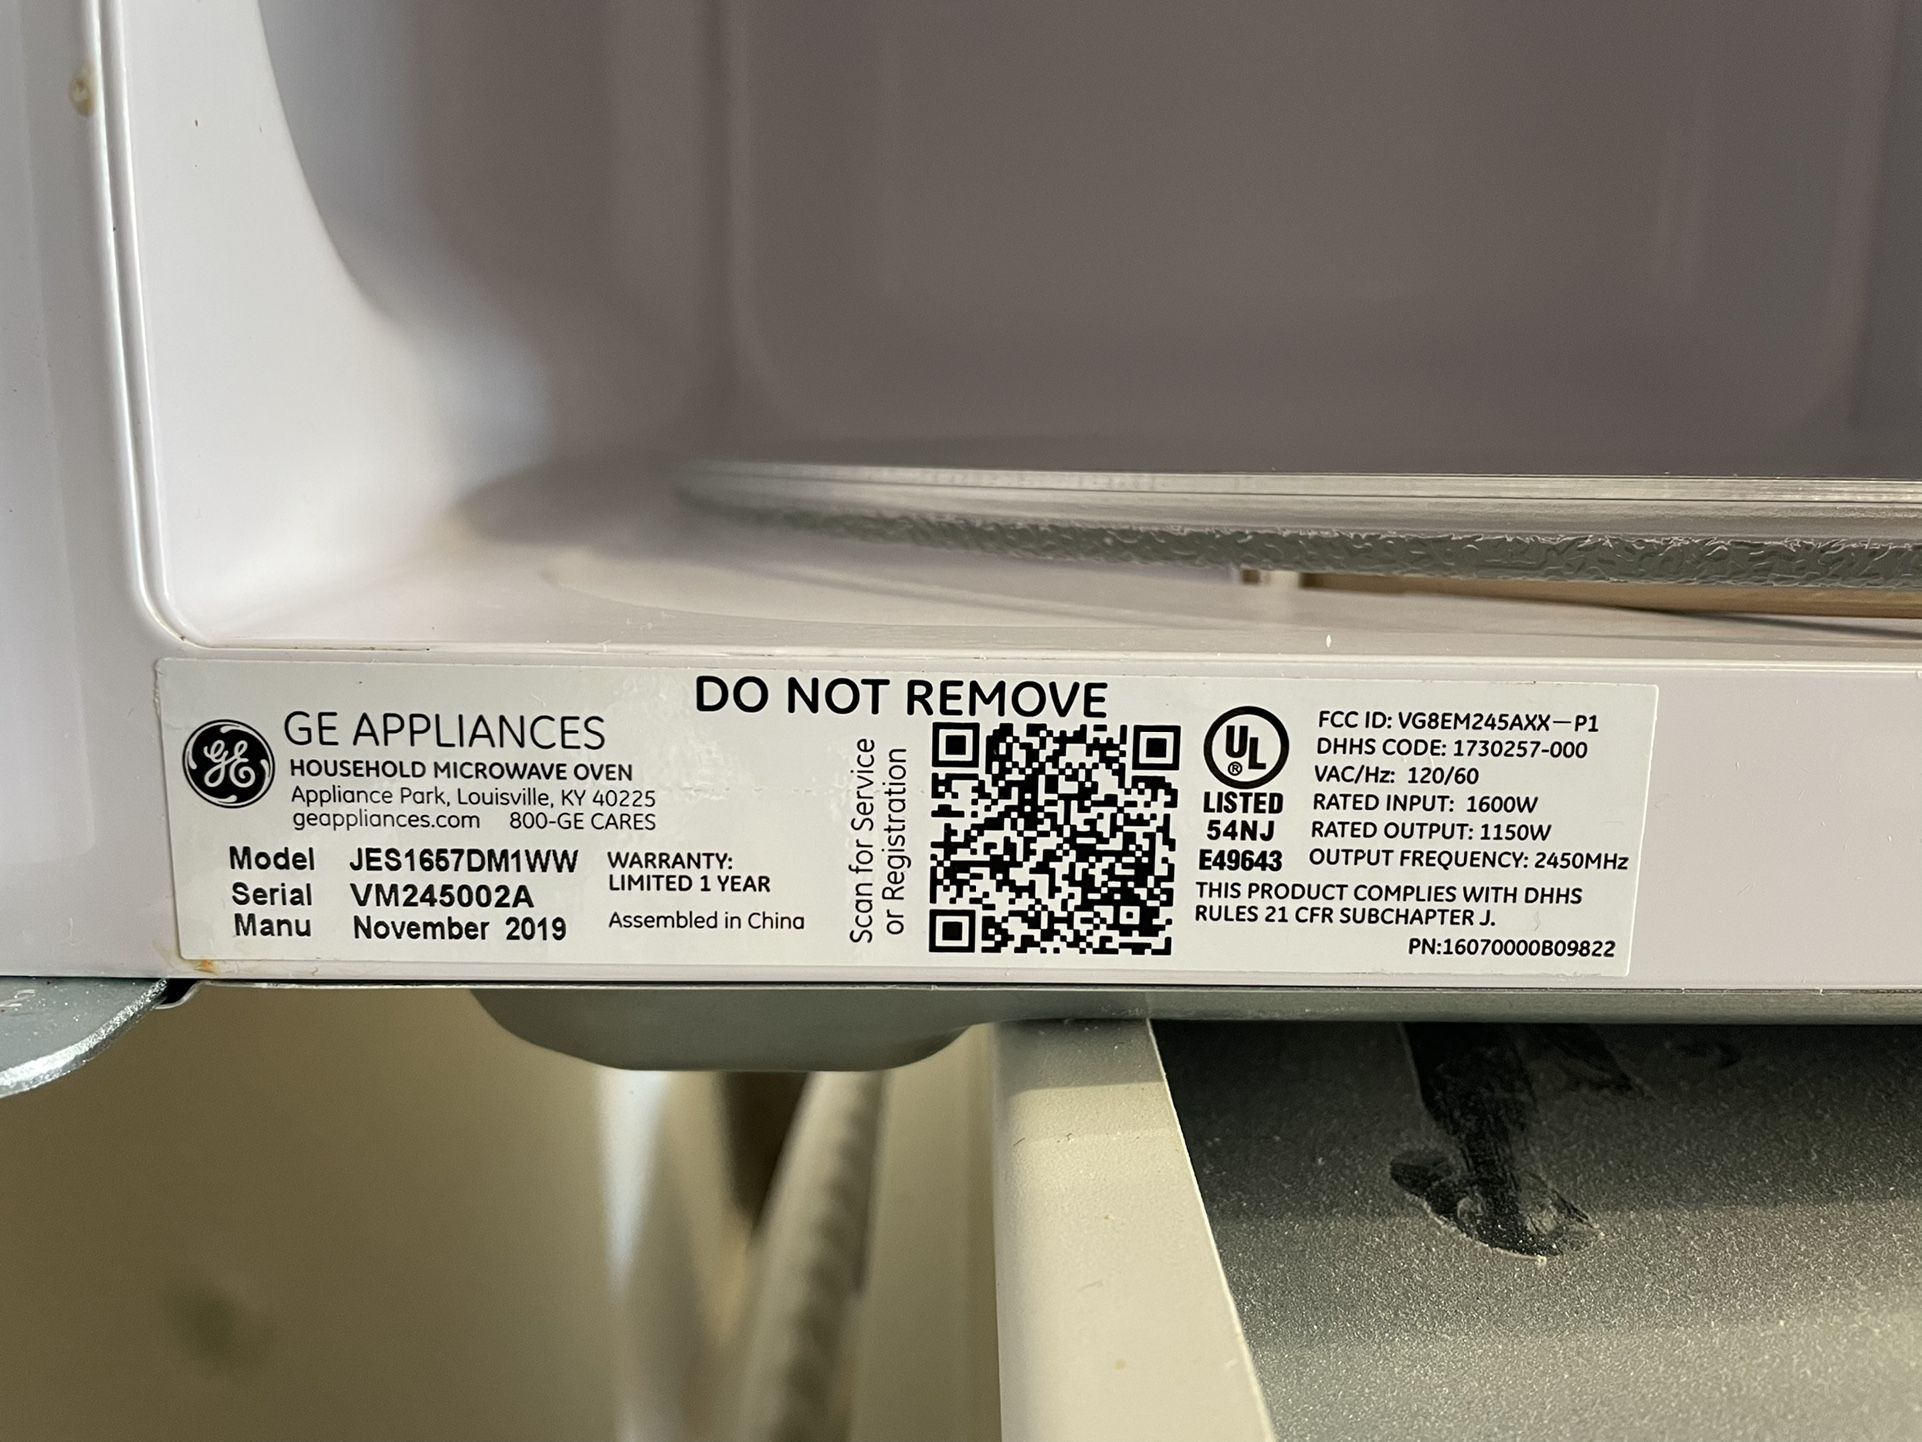 DO NOT REMOVE
GE
GE APPLIANCES
HOUSEHOLD MICROWAVE OVEN
Appliance Park, Louisville, KY 40225
geappliances.com 800-GE CARES
Model JES1657DM1WW
Serial VM245002A
Manu November 2019
WARRANTY:
LIMITED 1 YEAR
Assembled in China
Scan for Service
or Registration
UL
®
LISTED
54NJ
E49643
FCC ID: VG8EM245AXX-P1
DHHS CODE: 1730257-000
VAC/Hz: 120/60
RATED INPUT: 1600W
RATED OUTPUT: 1150W
OUTPUT FREQUENCY: 2450MHz
THIS PRODUCT COMPLIES WITH DHHS
RULES 21 CFR SUBCHAPTER J.
PN:16070000B09822